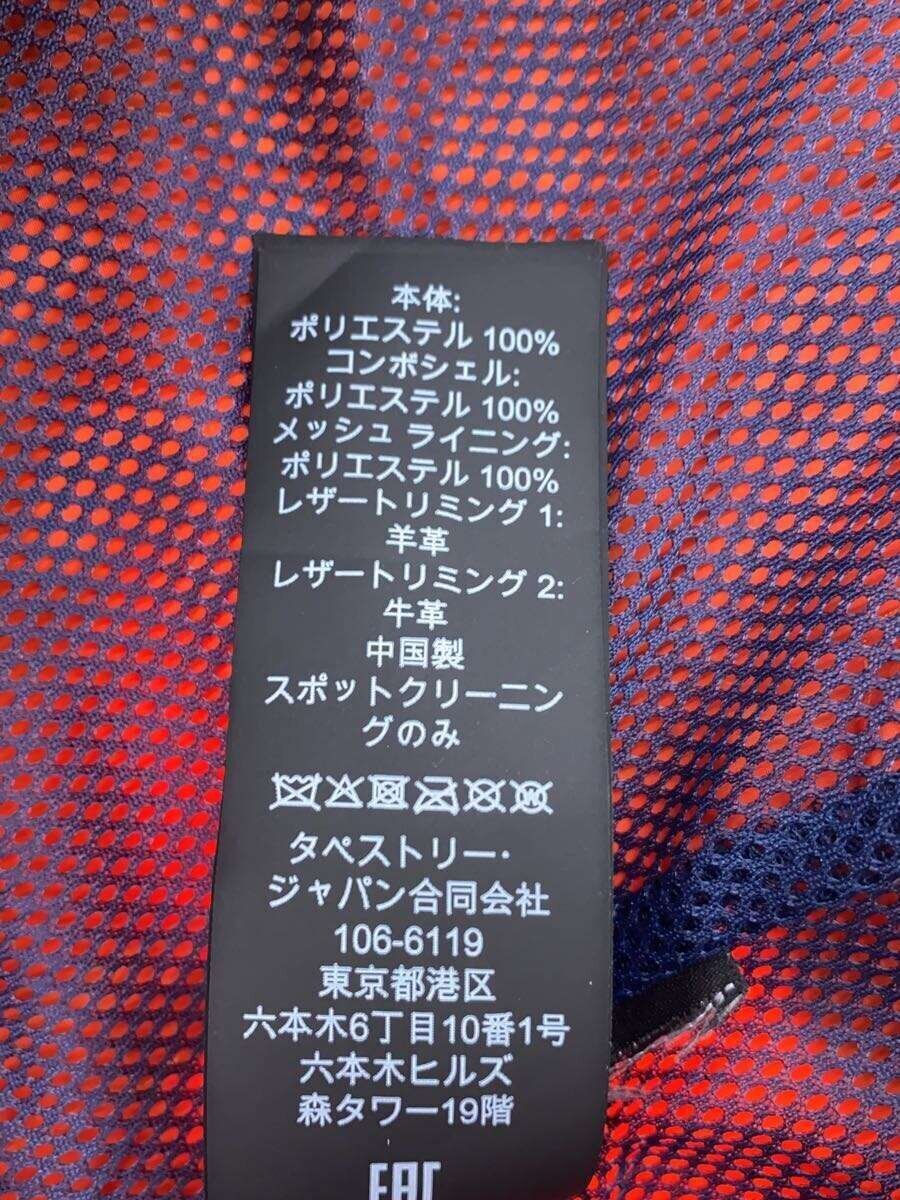 本体:
ポリエステル 100%
コンボシェル:
ポリエステル 100%
メッシュ ライニング:
ポリエステル 100%
レザートリミング 1:
羊革
レザートリミング 2:
牛革
中国製
スポットクリーニン
グのみ
W
タペストリー・
ジャパン合同会社
106-6119
東京都港区
六本木6丁目10番1号
六本木ヒルズ
森タワー19階
EAC